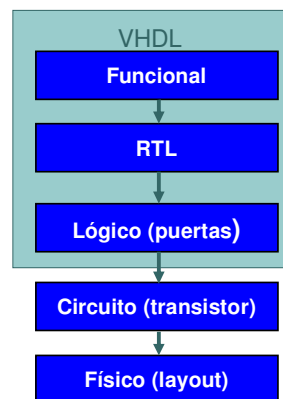 VHDL
Funcional
RTL
Lógico (puertas)
Circuito (transistor)
Físico (layout)